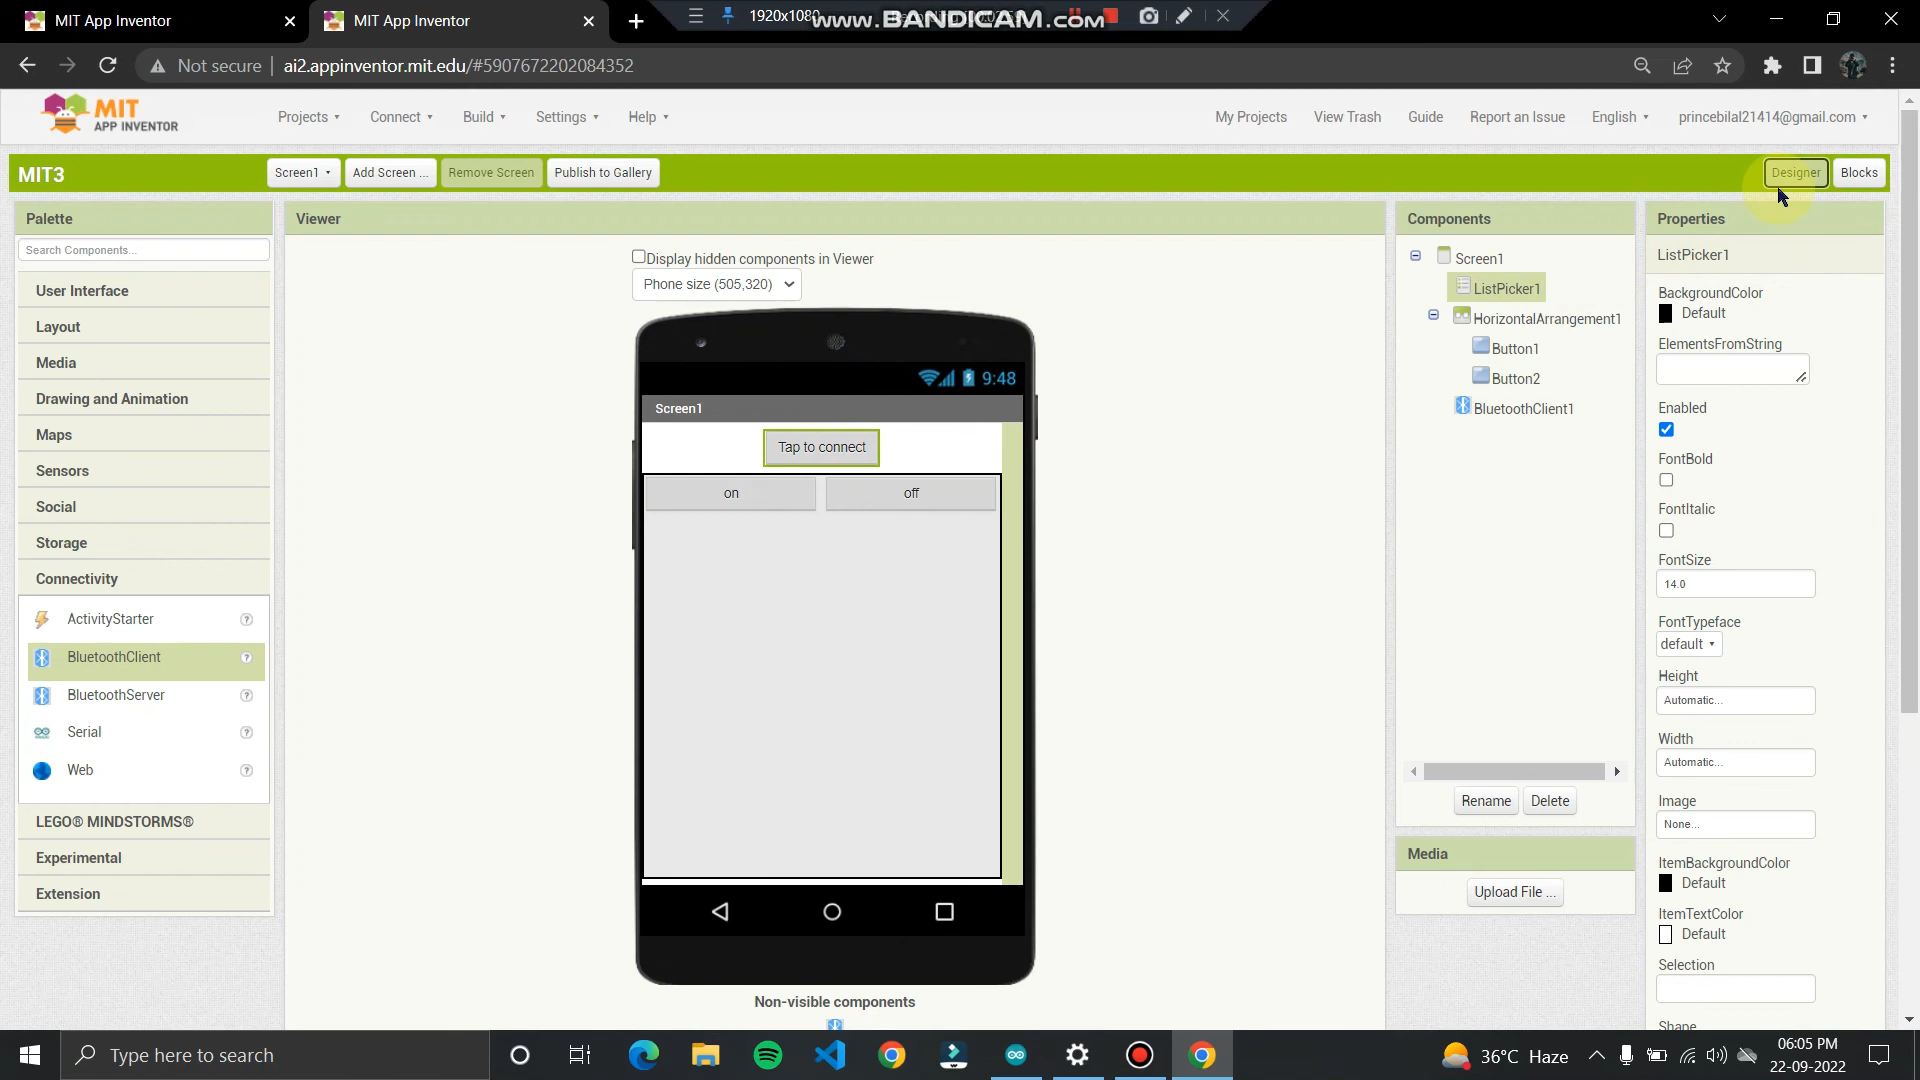 MIT App Inventor
MIT App Inventor
1920x1080
www.BANDICAM.com
Not secure
ai2.appinventor.mit.edu/#5907672202084352
MIT
APP INVENTOR
Projects
Connect
Build
Settings
Help
My Projects
View Trash
Guide
Report an Issue
English
princebilal21414@gmail.com
MIT3
Screen1
Add Screen ...
Remove Screen
Publish to Gallery
Designer
Blocks
Palette
Search Components...
User Interface
Layout
Media
Drawing and Animation
Maps
Sensors
Social
Storage
Connectivity
ActivityStarter
BluetoothClient
BluetoothServer
Serial
Web
LEGO® MINDSTORMS®
Experimental
Extension
Viewer
Display hidden components in Viewer
Phone size (505,320)
9:48
Screen1
Tap to connect
on
off
Non-visible components
Components
Screen1
ListPicker1
HorizontalArrangement1
Button1
Button2
BluetoothClient1
Rename
Delete
Media
Upload File ...
Properties
ListPicker1
BackgroundColor
Default
ElementsFromString
Enabled
FontBold
FontItalic
FontSize
14.0
FontTypeface
default
Height
Automatic...
Width
Automatic...
Image
None...
ItemBackgroundColor
Default
ItemTextColor
Default
Selection
Shape
Type here to search
36°C Haze
06:05 PM
22-09-2022